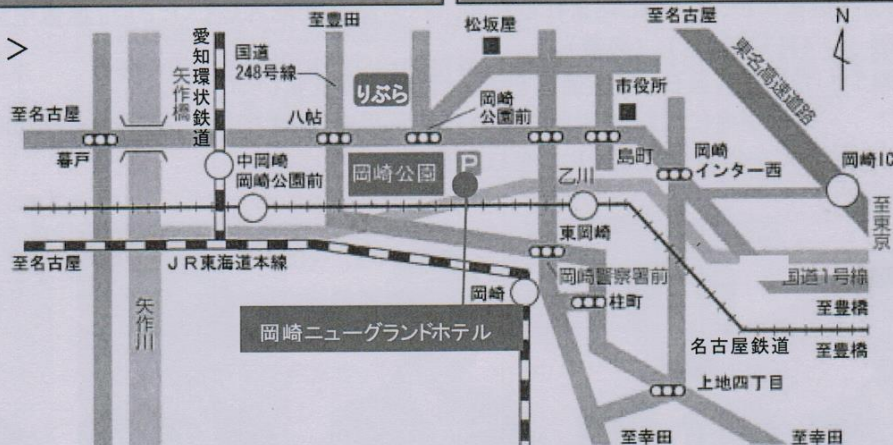 >
至豊田
松坂屋
至名古屋
N
愛知環状鉄道
国道
248号線
矢作橋
りぶら
市役所
東名高速道路
至名古屋
八帖
岡崎
公園前
暮戸
中岡崎
岡崎公園前
岡崎公園
P
乙川
島町
岡崎
インター西
岡崎IC
至東京
東岡崎
至名古屋
JR東海道本線
岡崎警察署前
国道1号線
岡崎
柱町
至豊橋
矢作川
岡崎ニューグランドホテル
名古屋鉄道
至豊橋
上地四丁目
至幸田
至幸田